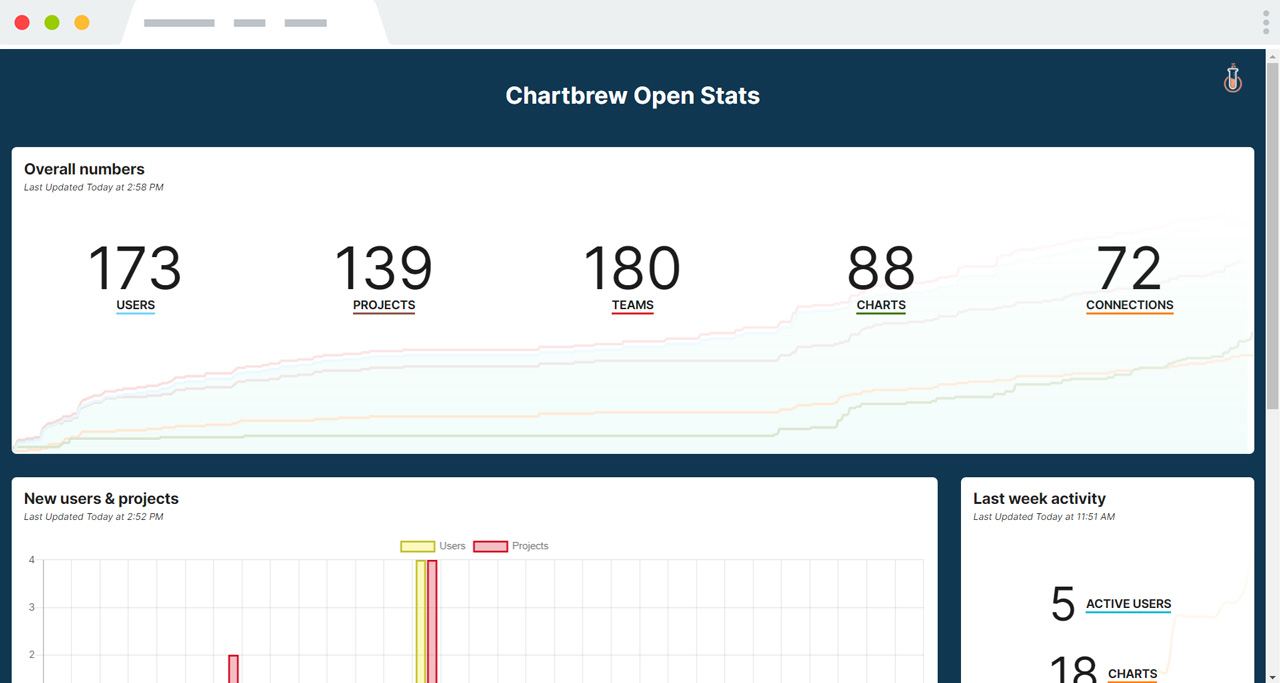 Chartbrew Open Stats
Overall numbers
Last Updated Today at 2:58 PM
173 139 180 88 72
USERS PROJECTS TEAMS CHARTS CONNECTIONS
New users & projects
Last Updated Today at 2:52 PM
Users Projects
4
3
2
Last week activity
Last Updated Today at 11:51 AM
5 ACTIVE USERS
18 CHARTS